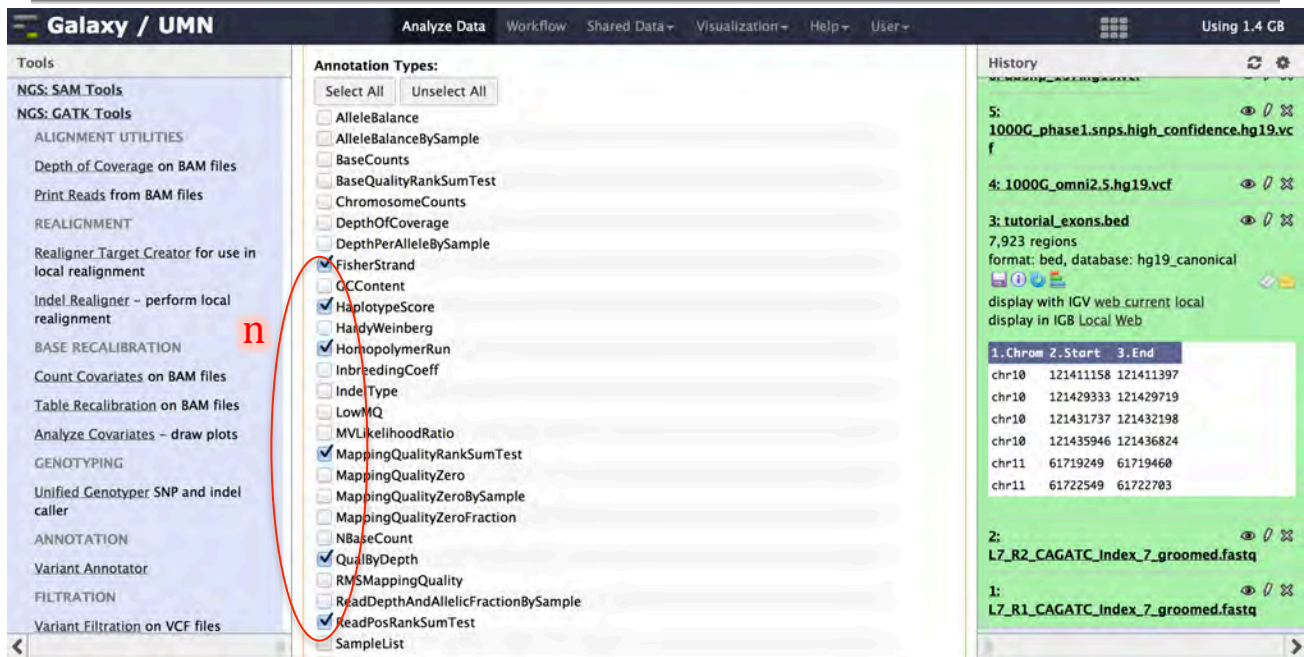 Galaxy / UMN
Analyze Data Workflow Shared Data Visualization Help User
Using 1.4 GB
Tools
NGS: SAM Tools
NGS: GATK Tools
ALIGNMENT UTILITIES
Depth of Coverage on BAM files
Print Reads from BAM files
REALIGNMENT
Realigner Target Creator for use in
local realignment
Indel Realigner – perform local
realignment
BASE RECALIBRATION
Count Covariates on BAM files
Table Recalibration on BAM files
Analyze Covariates – draw plots
GENOTYPING
Unified Genotyper SNP and indel
caller
ANNOTATION
Variant Annotator
FILTRATION
Variant Filtration on VCF files
n
Annotation Types:
Select All Unselect All
AlleleBalance
AlleleBalanceBySample
BaseCounts
BaseQualityRankSumTest
ChromosomeCounts
DepthOfCoverage
DepthPerAlleleBySample
FisherStrand
GCContent
HaplotypeScore
HardyWeinberg
HomopolymerRun
InbreedingCoeff
IndelType
LowMQ
MVLikelihoodRatio
MappingQualityRankSumTest
MappingQualityZero
MappingQualityZeroBySample
MappingQualityZeroFraction
NBaseCount
QualByDepth
RMSMappingQuality
ReadDepthAndAllelicFractionBySample
ReadPosRankSumTest
SampleList
History
5:
1000G_phase1.snps.high_confidence.hg19.vc
f
4: 1000G_omni2.5.hg19.vcf
3: tutorial_exons.bed
7,923 regions
format: bed, database: hg19_canonical
display with IGV web current local
display in IGB Local Web
1.Chrom 2.Start 3.End
chr10 121411158 121411397
chr10 121429333 121429719
chr10 121431737 121432198
chr10 121435946 121436824
chr11 61719249 61719460
chr11 61722549 61722703
2:
L7_R2_CAGATC_Index_7_groomed.fastq
1:
L7_R1_CAGATC_Index_7_groomed.fastq